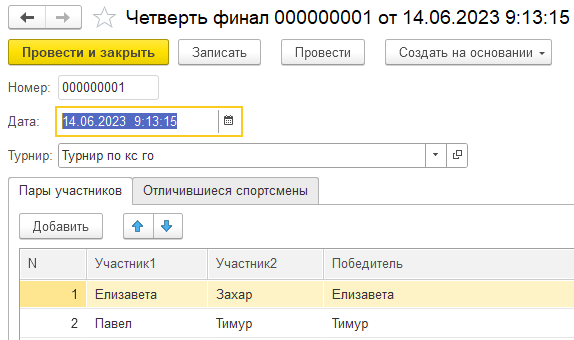 Четверть финал 000000001 от 14.06.2023 9:13:15
Провести и закрыть Записать Провести Создать на основании
Номер: 000000001
Дата: 14.06.2023 9:13:15
Турнир: Турнир по кс го
Пары участников Отличившиеся спортсмены
Добавить
N Участник1 Участник2 Победитель
1 Елизавета Захар Елизавета
2 Павел Тимур Тимур